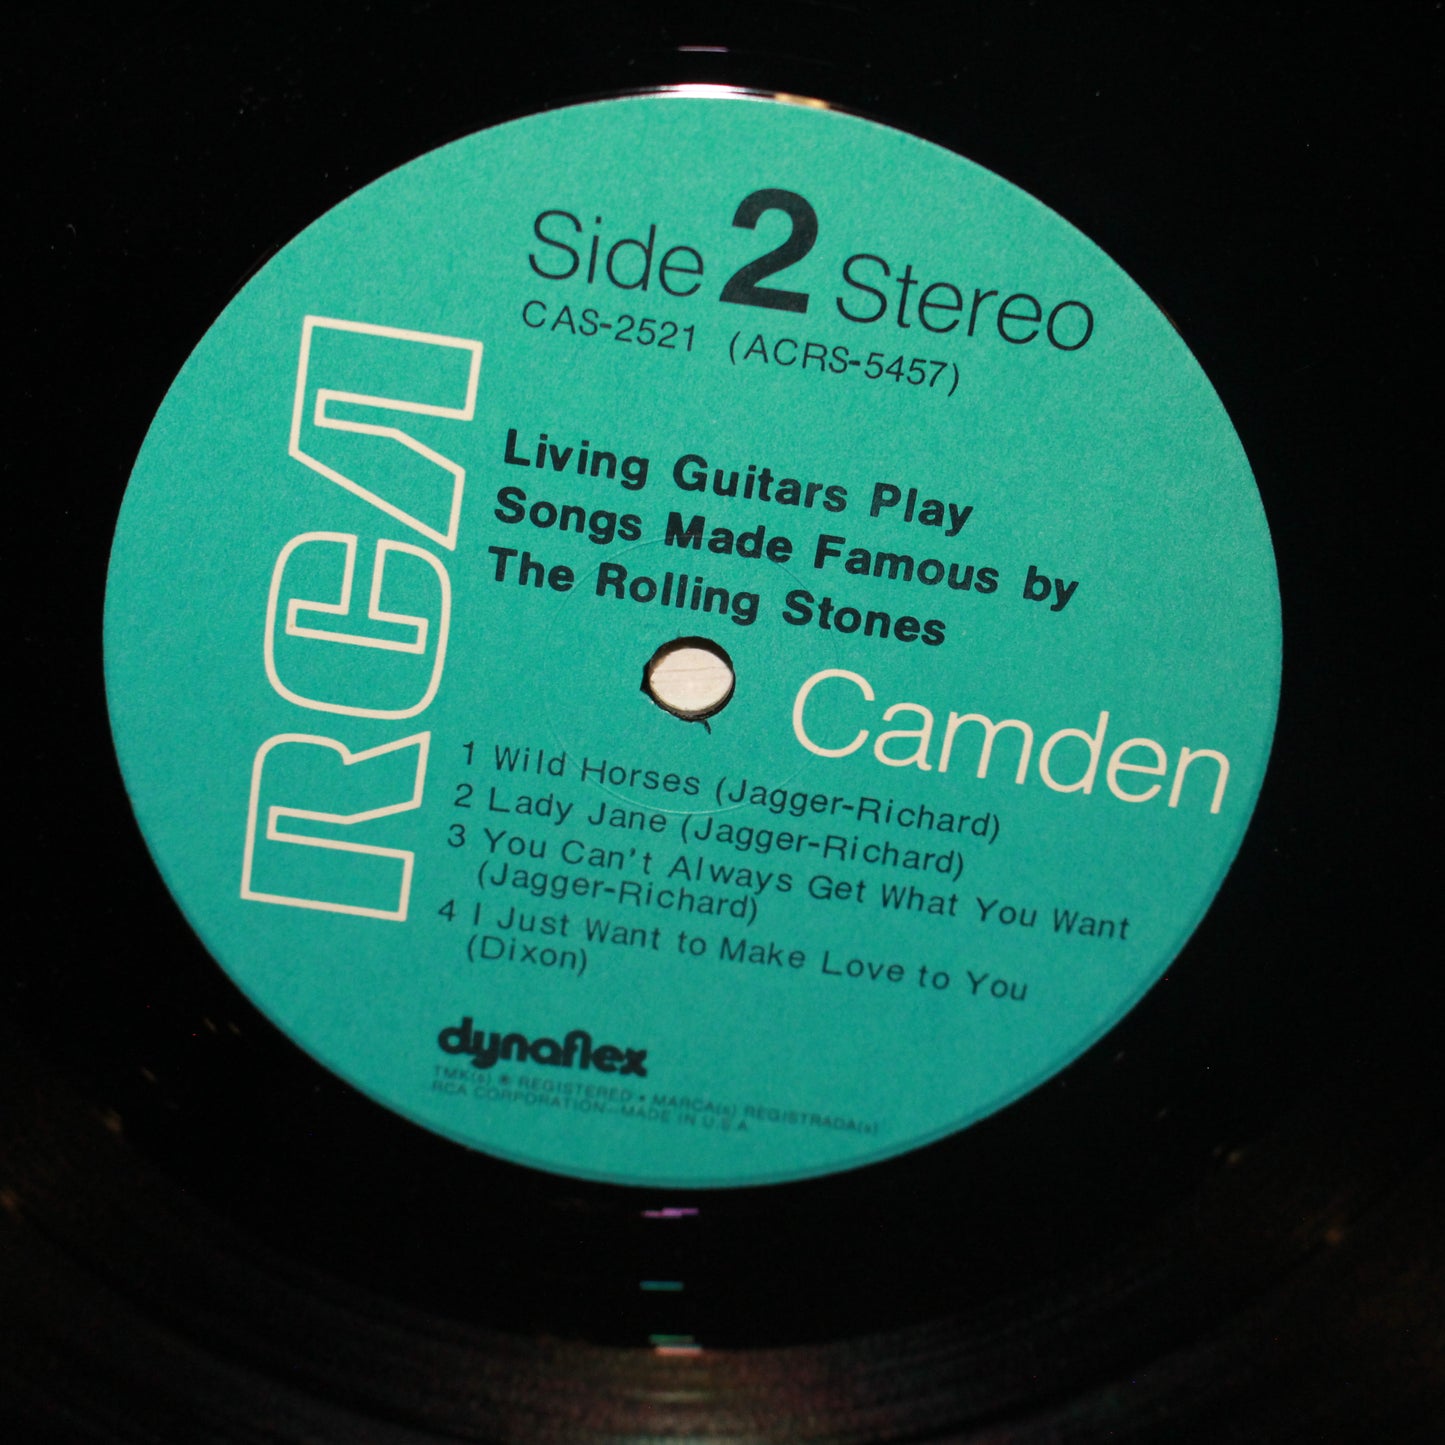 Side 2 Stereo
CAS-2521 (ACRS-5457)
RCA
Living Guitars Play
Songs Made Famous by
The Rolling Stones
Camden
1 Wild Horses (Jagger-Richard)
2 Lady Jane (Jagger-Richard)
3 You Can't Always Get What You Want
(Jagger-Richard)
4 I Just Want to Make Love to You
(Dixon)
dynaflex
TMK(s) ® REGISTERED • MARCA(s) REGISTRADA(s)
RCA CORPORATION—MADE IN U.S.A.